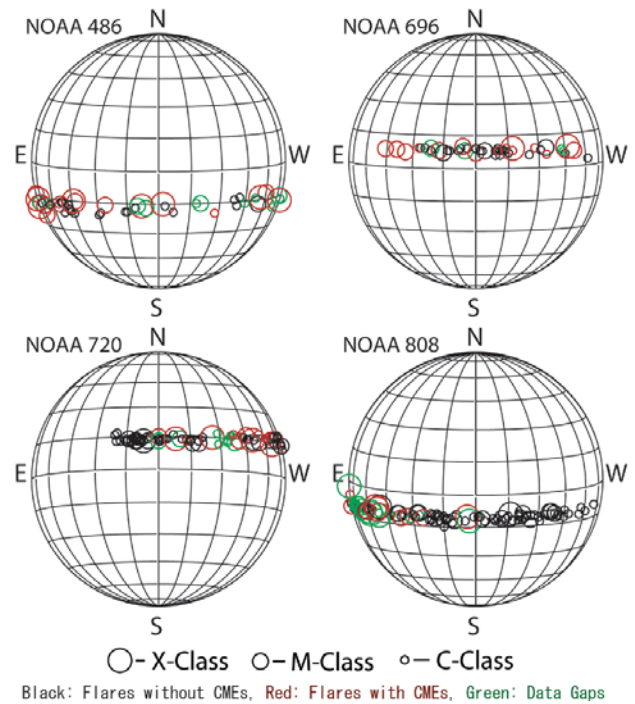 NOAA 486
N
E
W
S
NOAA 696
N
E
W
S
NOAA 720
N
E
W
S
NOAA 808
N
E
W
S
- X-Class - M-Class - C-Class
Black: Flares without CMEs, Red: Flares with CMEs, Green: Data Gaps